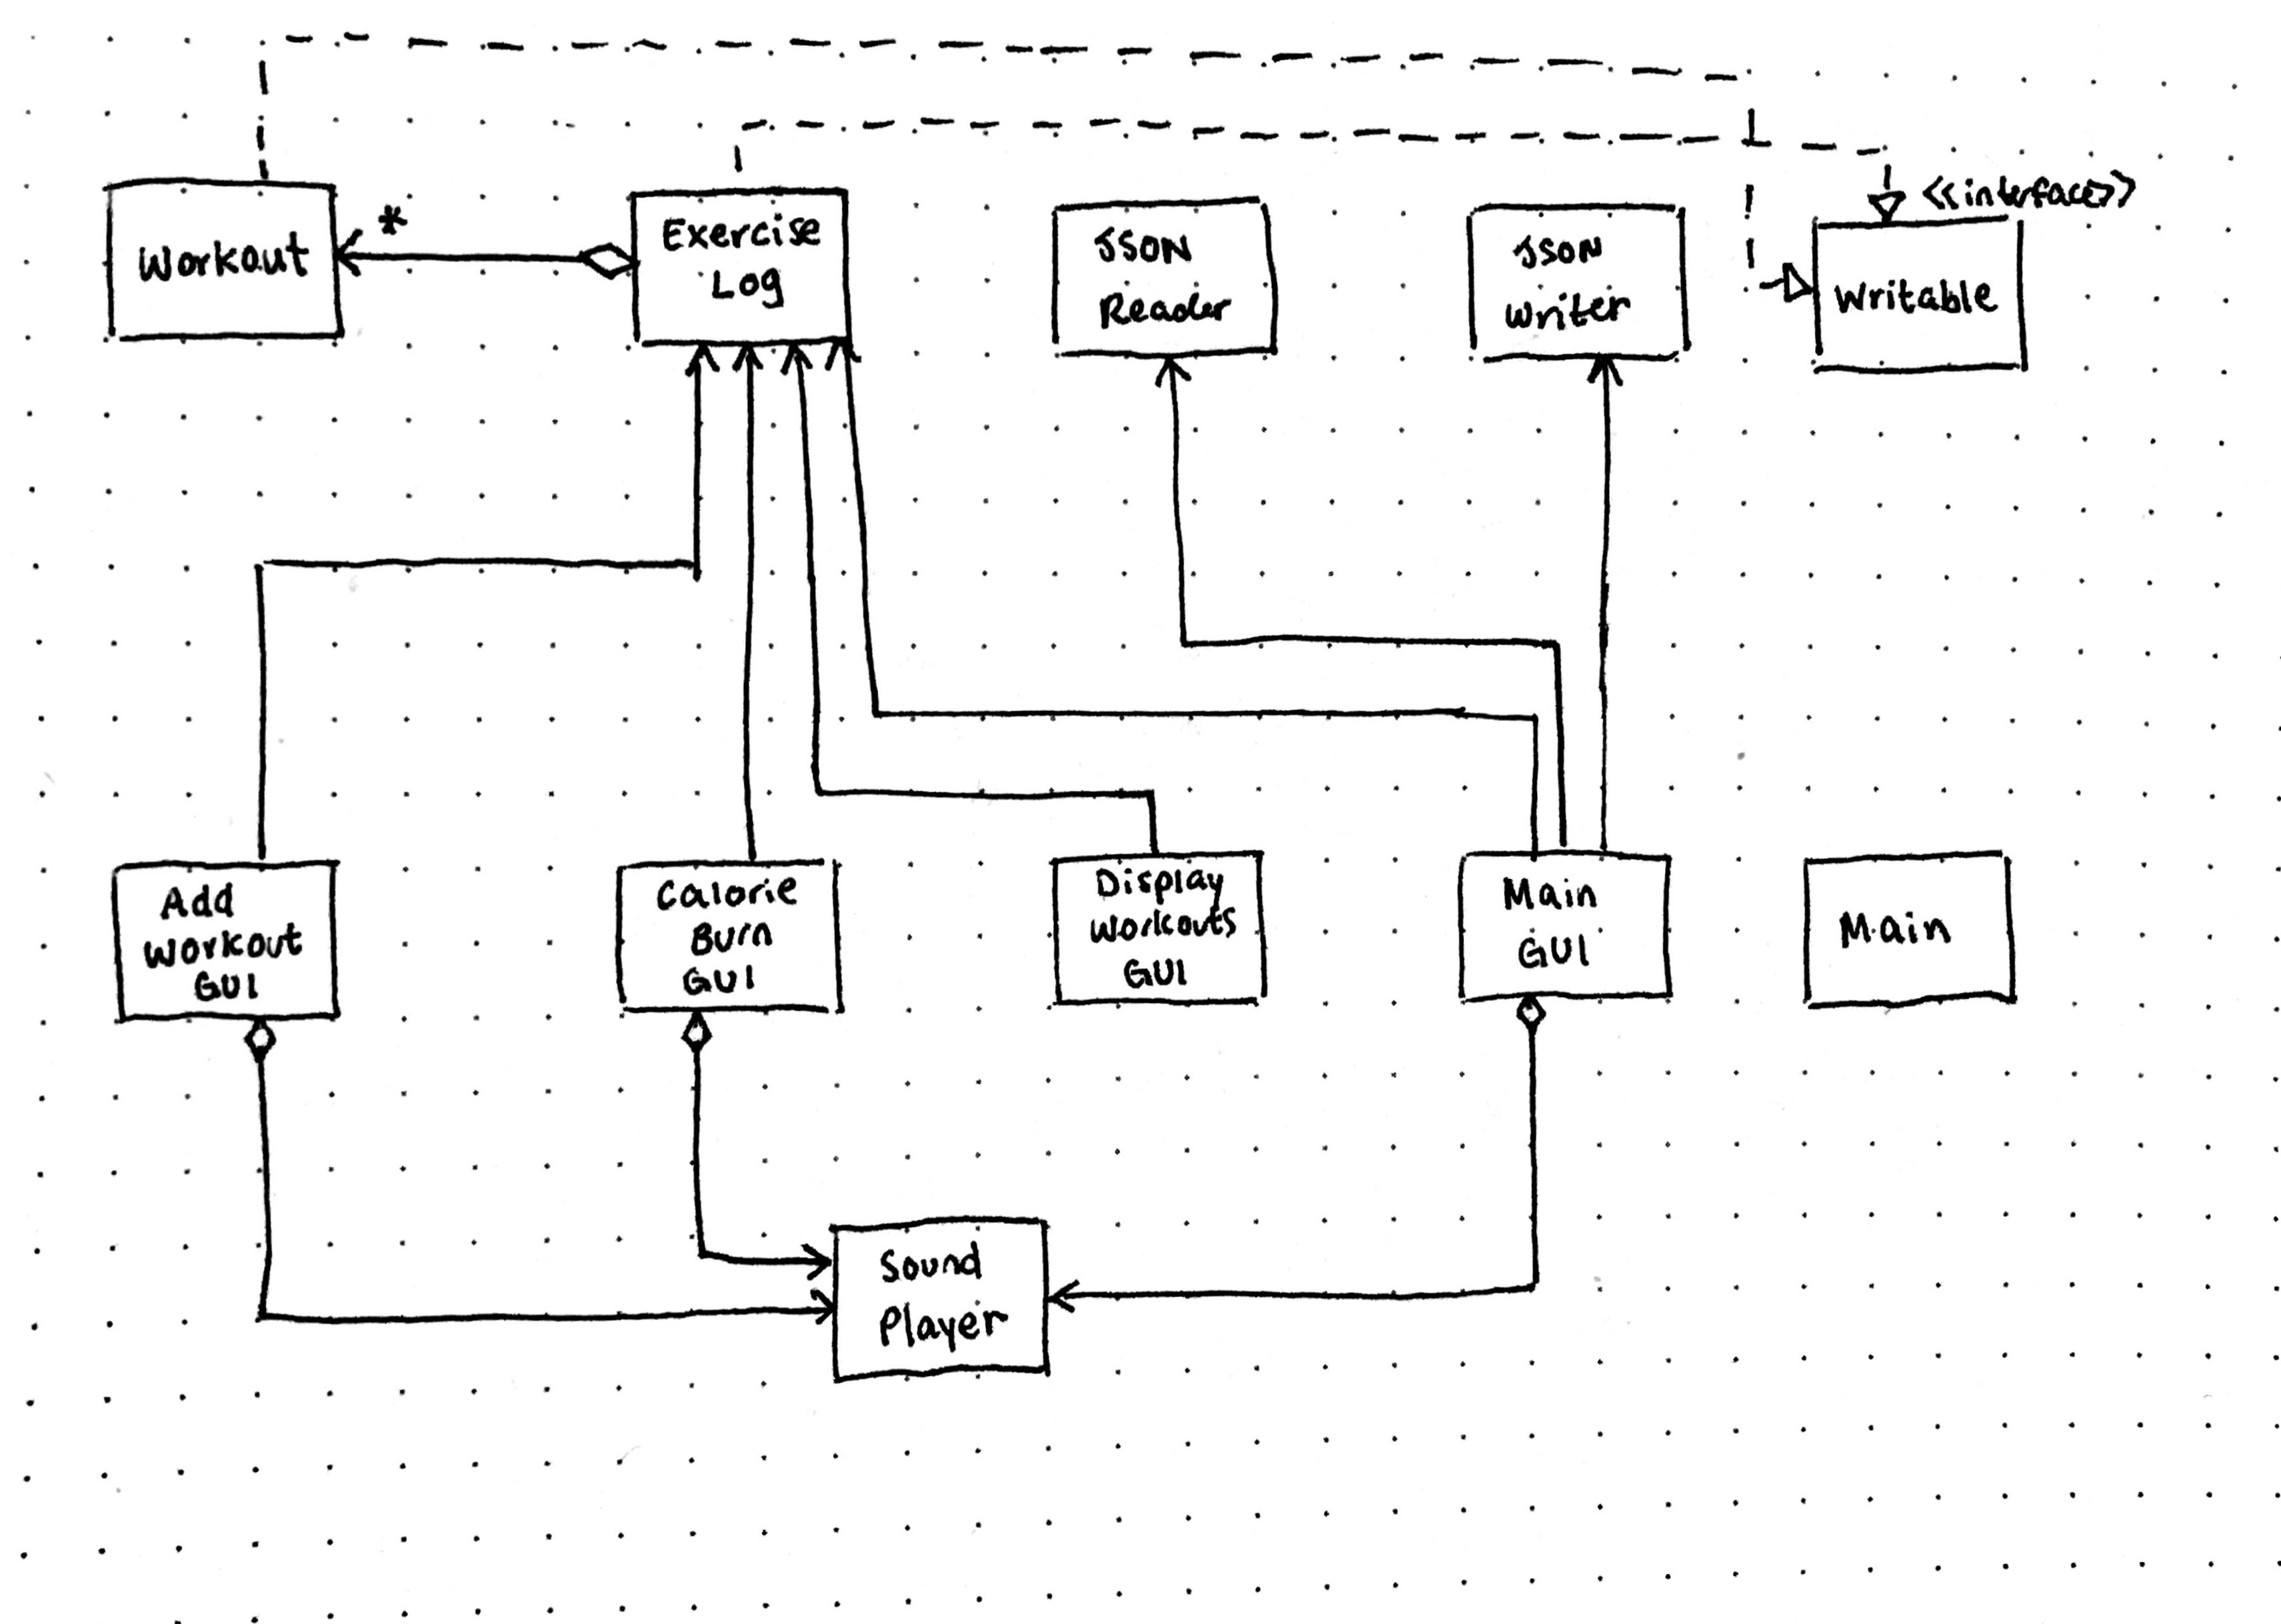 <<interface>>
Workout
*
Exercise
Log
JSON
Reader
JSON
Writer
Writable
Add
Workout
GUI
Calorie
Burn
GUI
Display
Workouts
GUI
Main
GUI
Main
Sound
Player